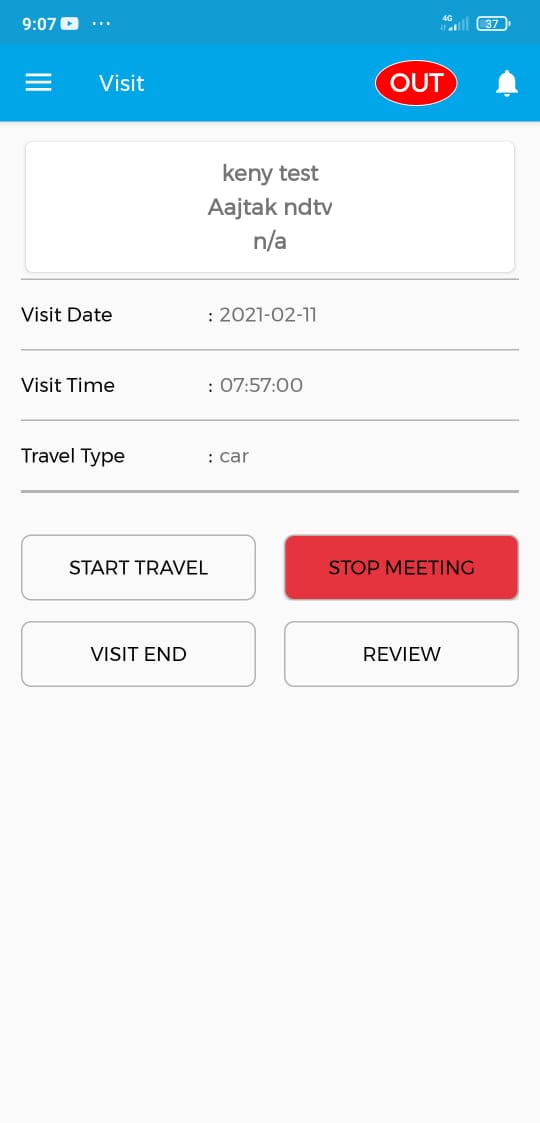 9:07 ... 4G 37
Visit OUT
keny test
Aajtak ndtv
n/a
Visit Date : 2021-02-11
Visit Time : 07:57:00
Travel Type : car
START TRAVEL STOP MEETING
VISIT END REVIEW